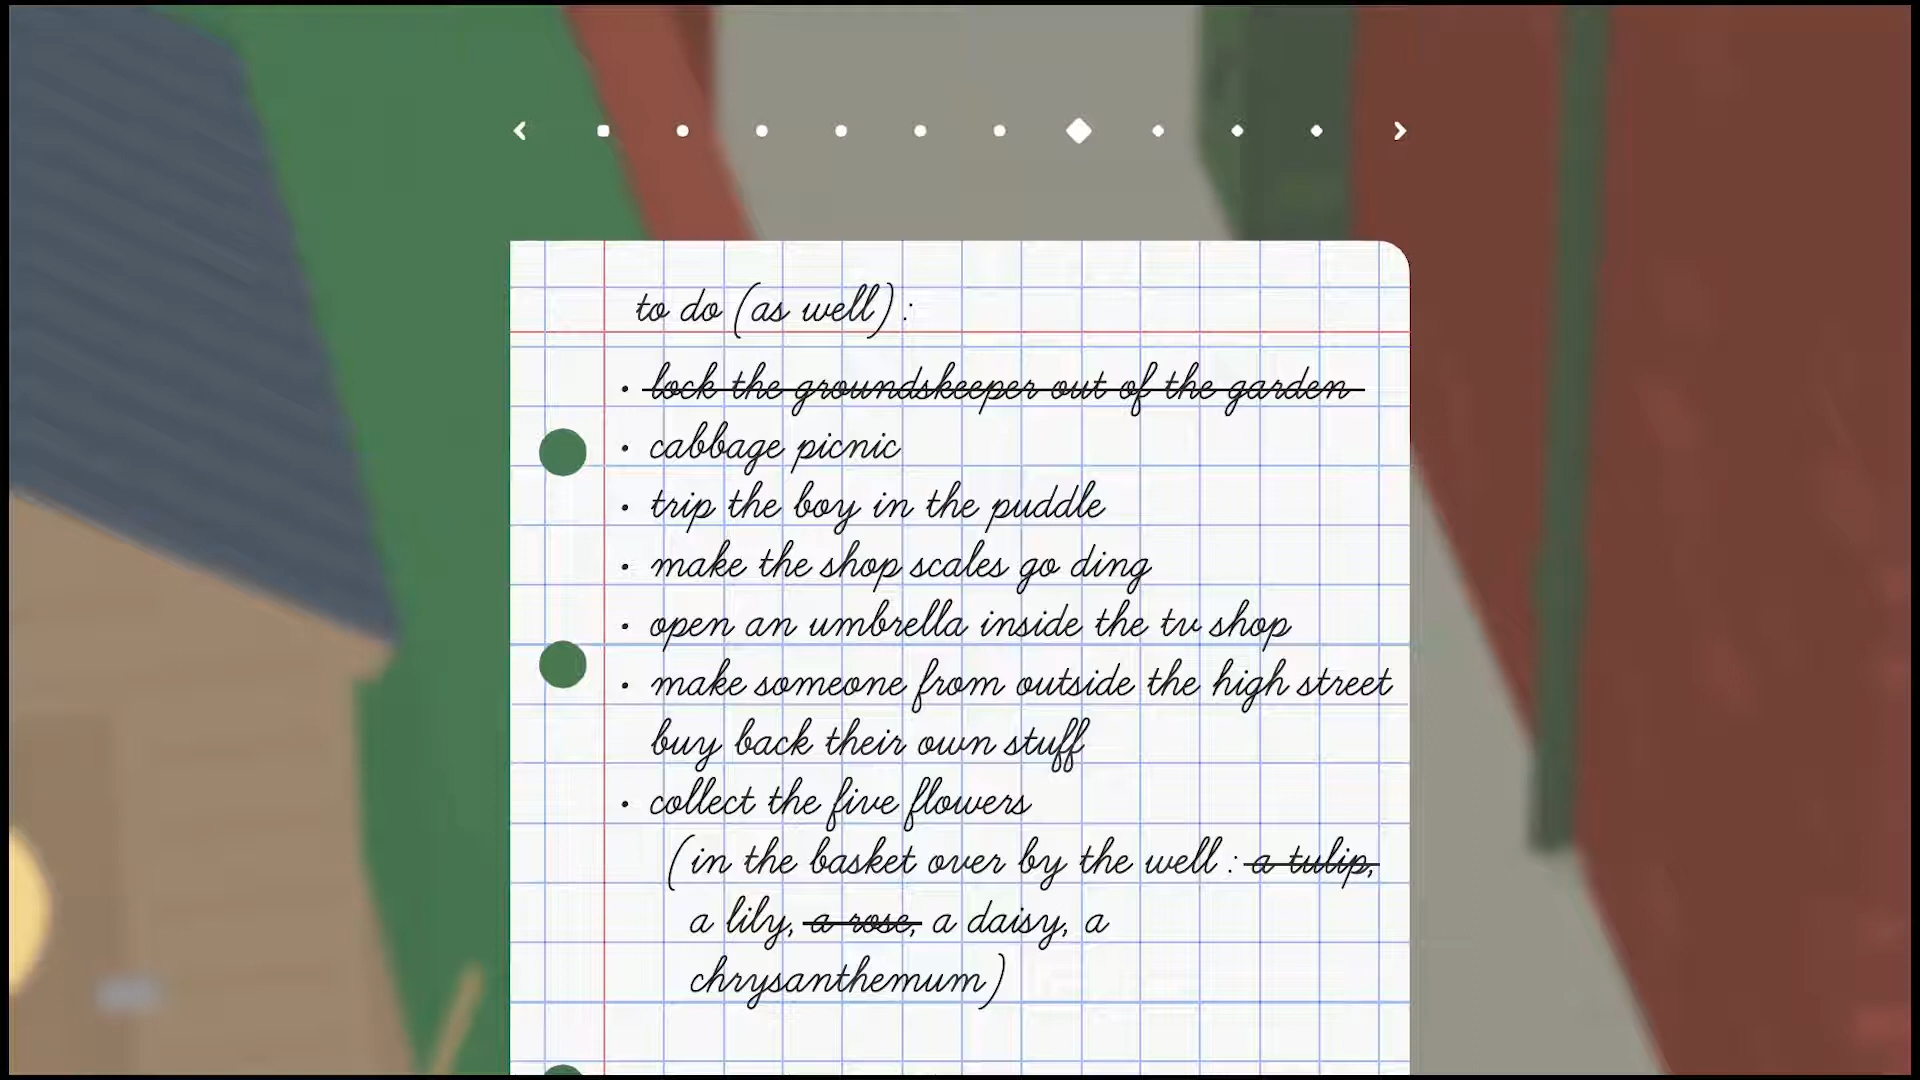 to do (as well) :
• lock the groundskeeper out of the garden
• cabbage picnic
• trip the boy in the puddle
• make the shop scales go ding
• open an umbrella inside the tv shop
• make someone from outside the high street
buy back their own stuff
• collect the five flowers
(in the basket over by the well : a tulip,
a lily, a rose, a daisy, a
chrysanthemum)